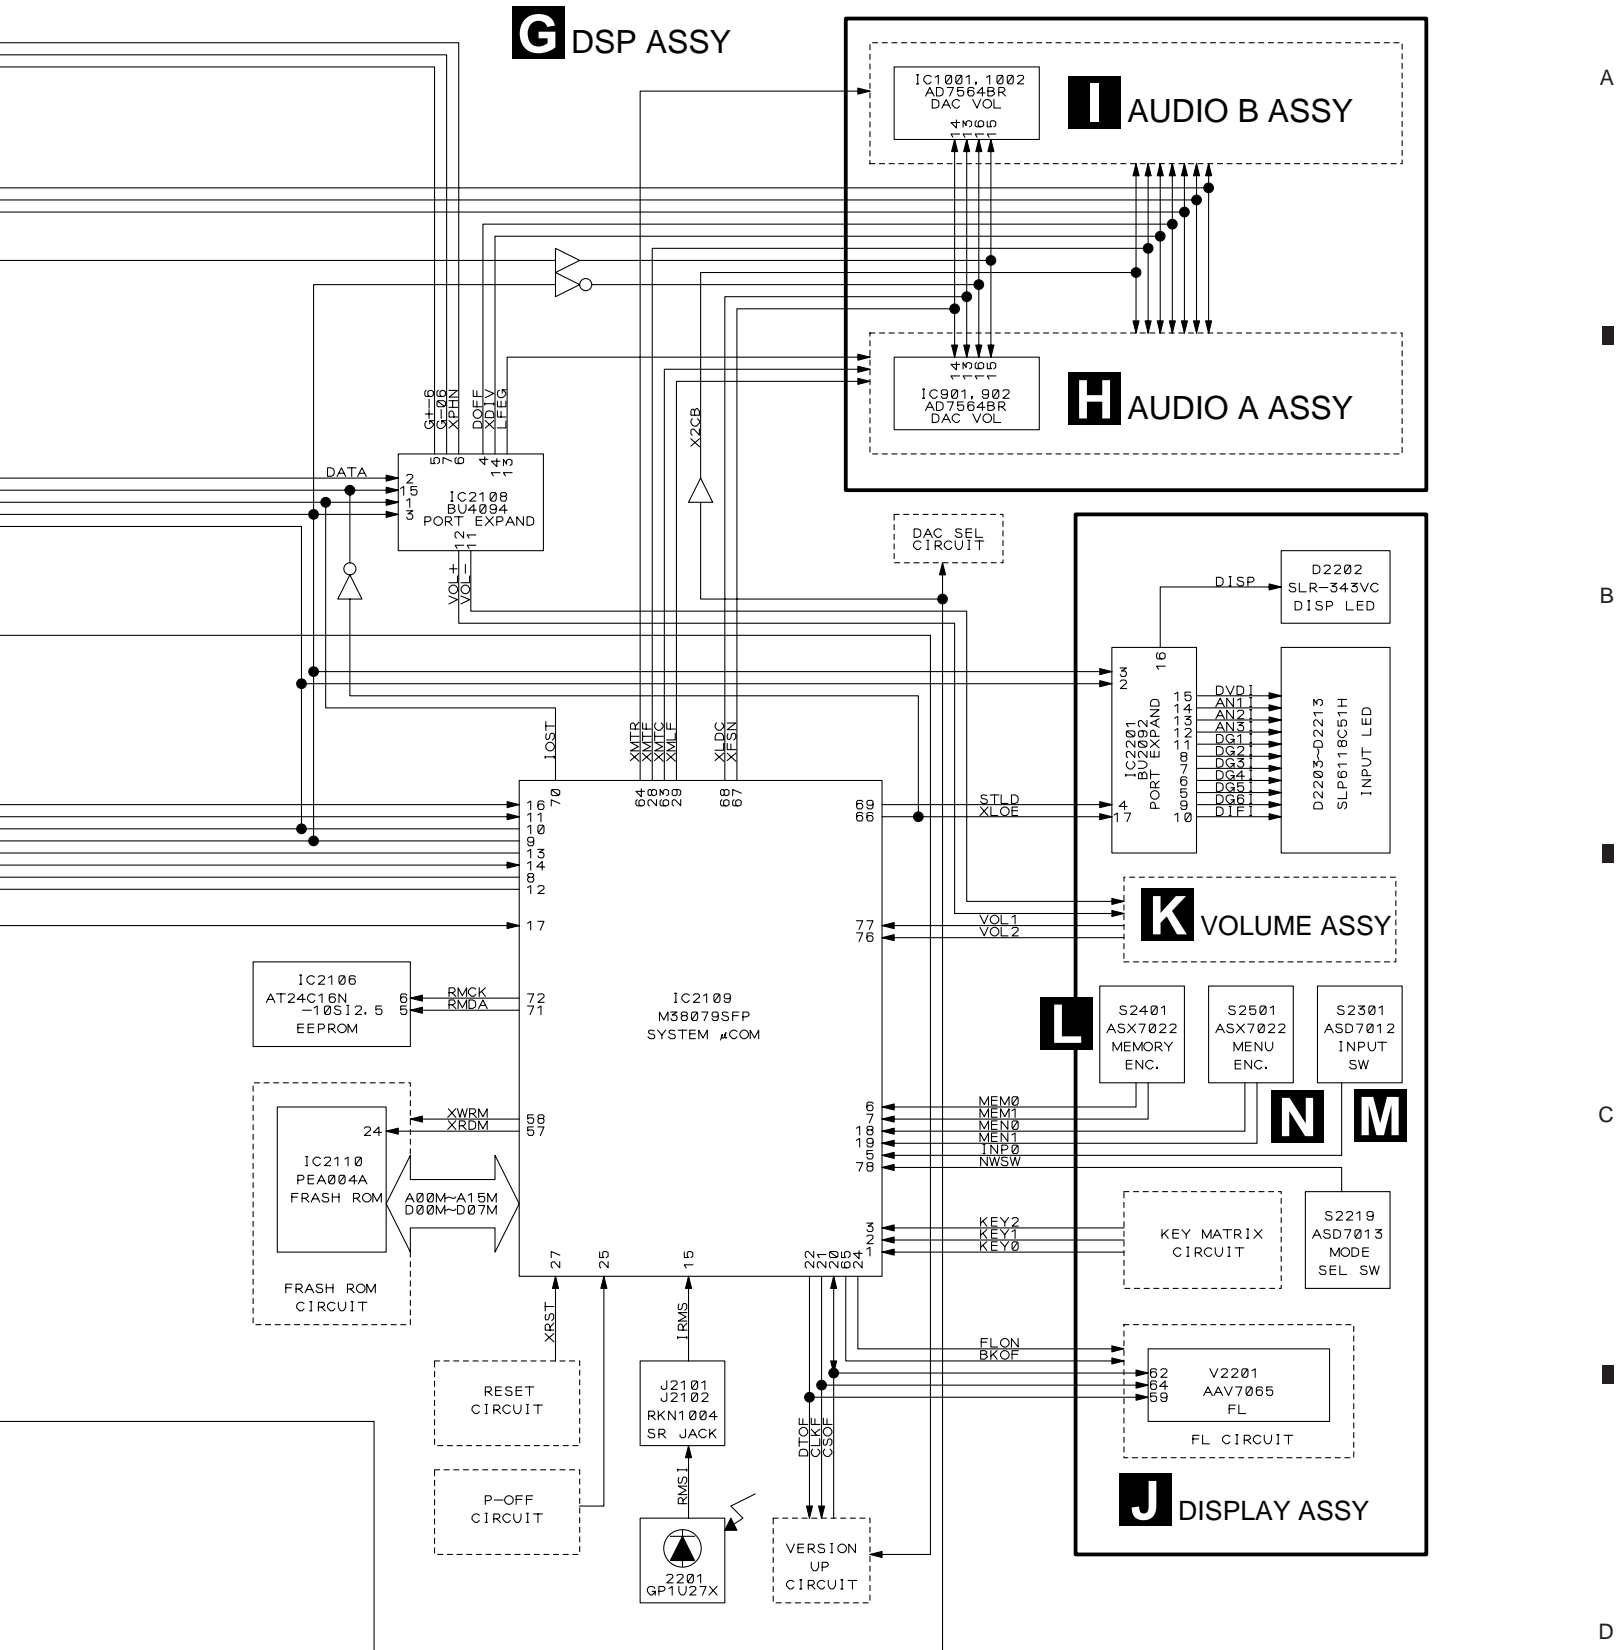 G DSP ASSY
A
IC1001, 1002
AD7564BR
DAC VOL
14 13 16 15
I AUDIO B ASSY
14 13 16 15
IC901, 902
AD7564BR
DAC VOL
H AUDIO A ASSY
G+-6
G-06
XPHN
DOFF
XDIV
LFEG
X2CB
5 7 6 4 14 13
DATA
2
15
1
3
IC2108
BU4094
PORT EXPAND
12 11
VOL+
VOL-
DAC SEL
CIRCUIT
B
D2202
SLR-343VC
DISP LED
DISP
16
3
2
IC2201
BU2092
PORT EXPAND
4
17
15 DVDI
14 AN1
13 AN2
12 AN3
11 DG1
8 DG2
7 DG3
6 DG4
5 DG5
9 DG6
10 DIFI
D2203~D2213
SLP6118C51H
INPUT LED
IOST
XMTR
XMTF
XMTC
XMLF
XLDC
XFSN
70 64 28 63 29 68 67
16
11
10
9
13
14
8
12
17
69 STLD
66 XLOE
K VOLUME ASSY
77 VOL1
76 VOL2
IC2106
AT24C16N
-10SI2.5
EEPROM
6 RMCK 72
5 RMDA 71
IC2109
M38079SFP
SYSTEM μCOM
L
S2401
ASX7022
MEMORY
ENC.
S2501
ASX7022
MENU
ENC.
S2301
ASD7012
INPUT
SW
N M
C
XWRM 58
24 XRDM 57
IC2110
PEA004A
FRASH ROM
A00M~A15M
D00M~D07M
FRASH ROM
CIRCUIT
6 MEM0
7 MEM1
18 MEN0
19 MEN1
5 INP0
78 NWSW
3 KEY2
2 KEY1
1 KEY0
KEY MATRIX
CIRCUIT
S2219
ASD7013
MODE
SEL SW
27 25 15 22 21 20 65 24
XRST
IRMS
FLON
BKOF
62
64
59
V2201
AAV7065
FL
FL CIRCUIT
RESET
CIRCUIT
J2101
J2102
RKN1004
SR JACK
DTOF
CLKF
CSOF
RMSI
P-OFF
CIRCUIT
2201
GP1U27X
VERSION
UP
CIRCUIT
J DISPLAY ASSY
D